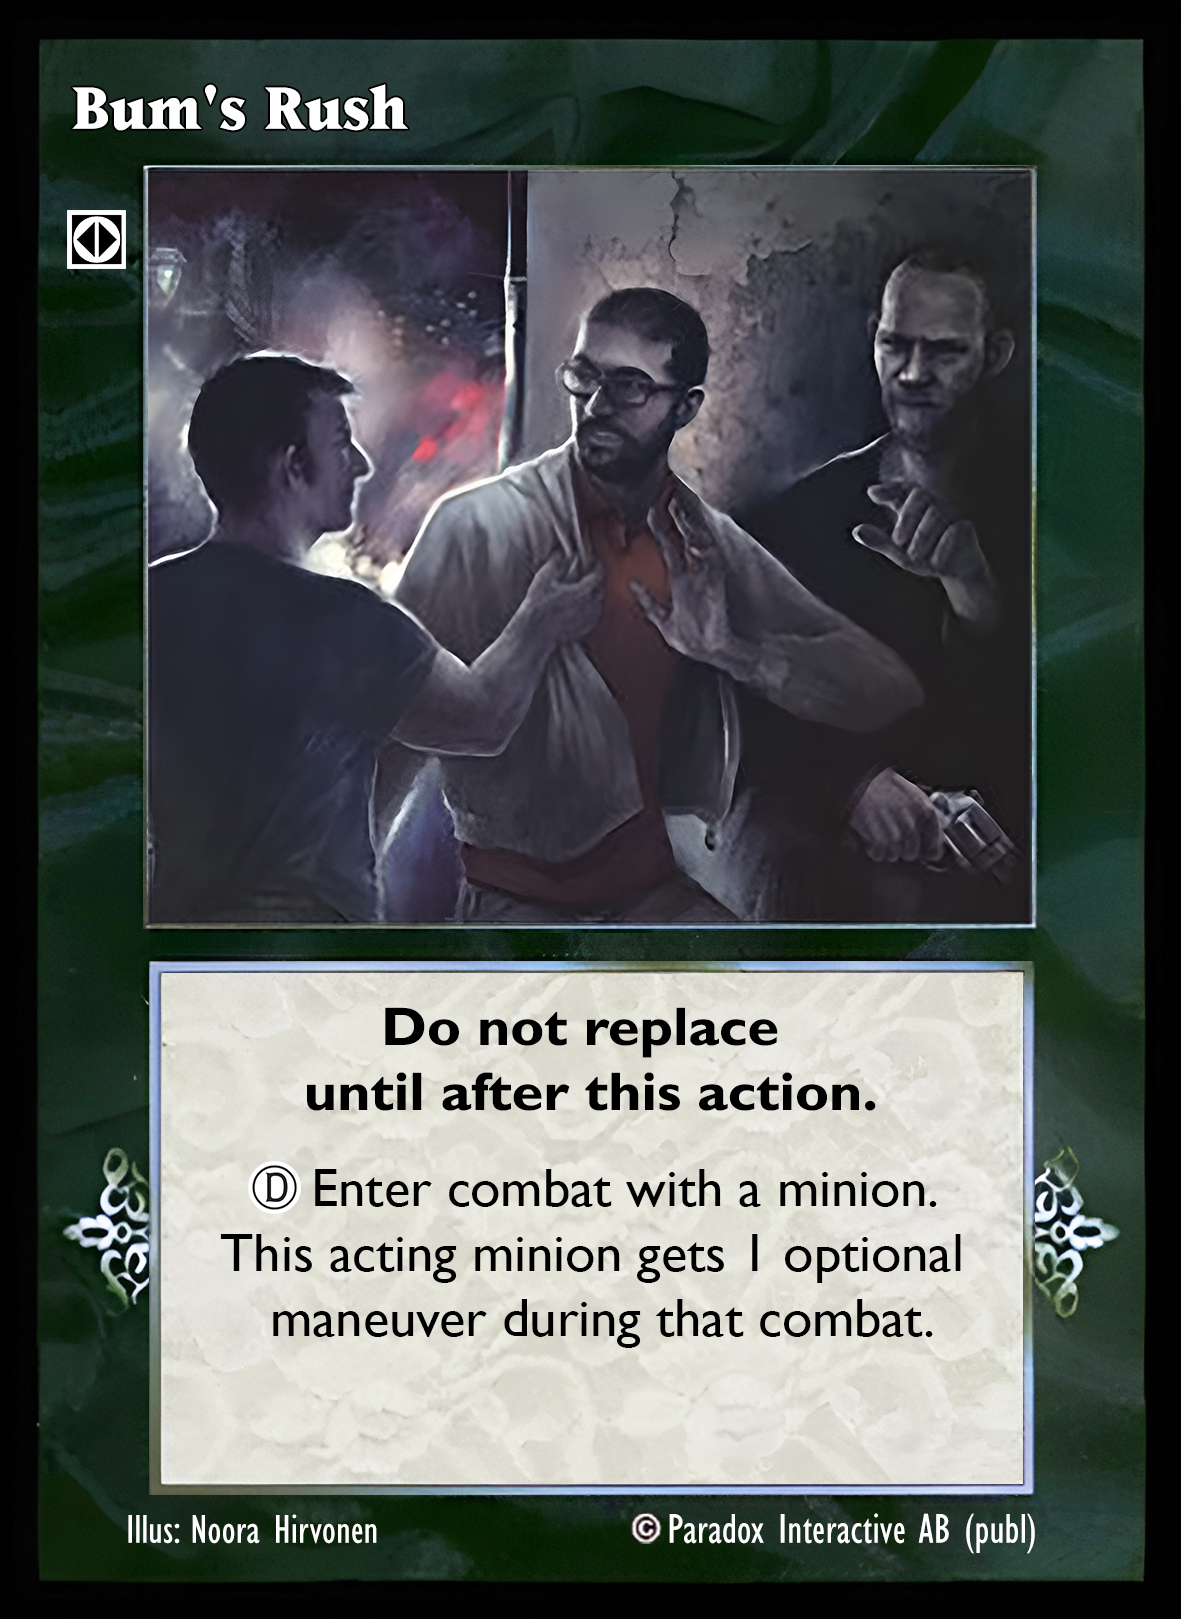 Bum's Rush
Do not replace
until after this action.
Ⓓ Enter combat with a minion.
This acting minion gets 1 optional
maneuver during that combat.
Illus: Noora Hirvonen
© Paradox Interactive AB (publ)